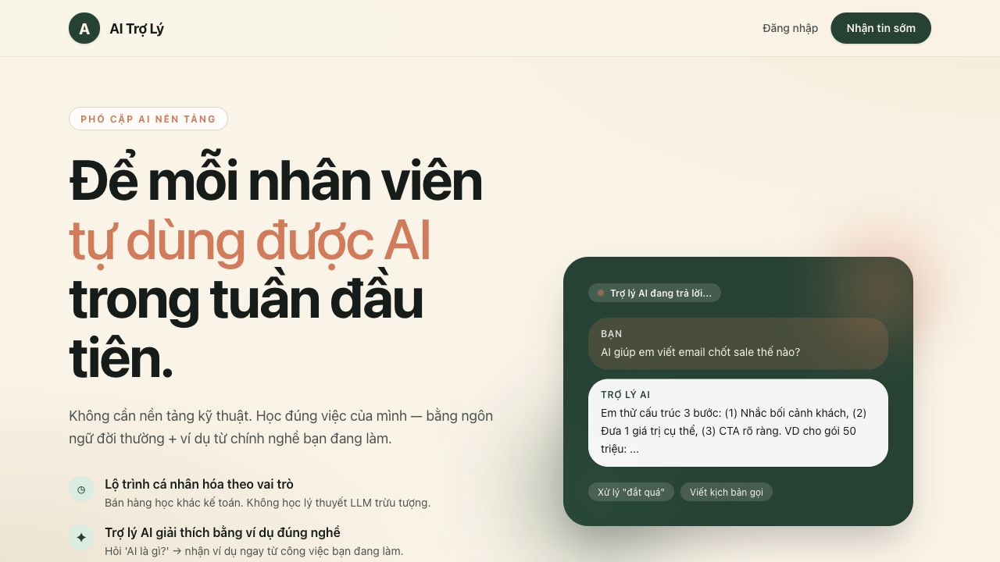 A
AI Trợ Lý
Đăng nhập
Nhận tin sớm
PHỔ CẬP AI NỀN TẢNG
Để mỗi nhân viên
tự dùng được AI
trong tuần đầu
tiên.
Không cần nền tảng kỹ thuật. Học đúng việc của mình — bằng ngôn
ngữ đời thường + ví dụ từ chính nghề bạn đang làm.
Lộ trình cá nhân hóa theo vai trò
Bán hàng học khác kế toán. Không học lý thuyết LLM trừu tượng.
Trợ lý AI giải thích bằng ví dụ đúng nghề
Hỏi 'AI là gì?' → nhận ví dụ ngay từ công việc bạn đang làm.
Trợ lý AI đang trả lời...
BẠN
AI giúp em viết email chốt sale thế nào?
TRỢ LÝ AI
Em thử cấu trúc 3 bước: (1) Nhắc bối cảnh khách, (2)
Đưa 1 giá trị cụ thể, (3) CTA rõ ràng. VD cho gói 50
triệu: ...
Xử lý "đắt quá"
Viết kịch bản gọi